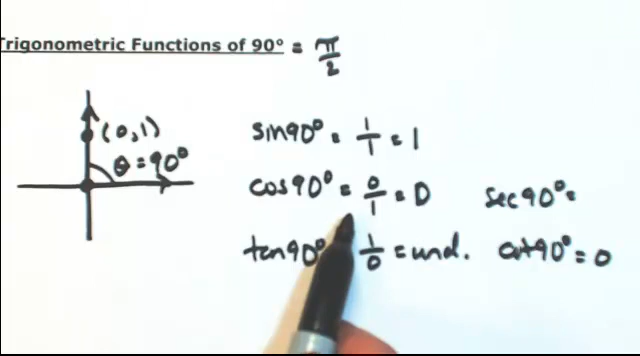 Trigonometric Functions of 90° = π/2
(0,1)
θ = 90°
sin90° = 1/1 = 1
cos90° = 0/1 = 0 sec90° =
tan90° 1/0 = und. cot90° = 0